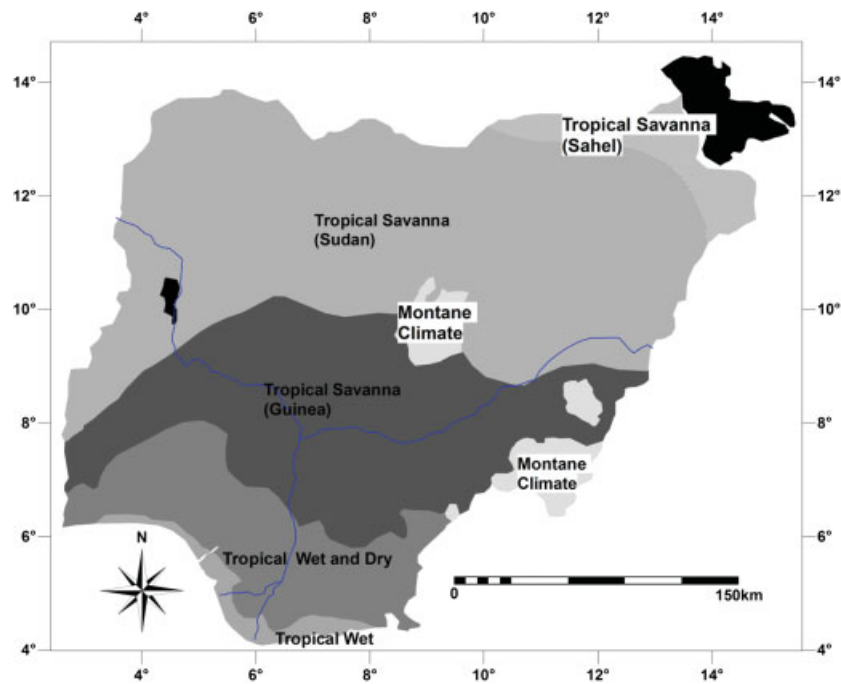 4° 6° 8° 10° 12° 14°
14° 14°
Tropical Savanna
(Sahel)
12° 12°
Tropical Savanna
(Sudan)
10° 10°
Montane
Climate
Tropical Savanna
(Guinea)
8° 8°
Montane
Climate
6° 6°
N
Tropical Wet and Dry
0 150km
Tropical Wet
4° 4°
4° 6° 8° 10° 12° 14°